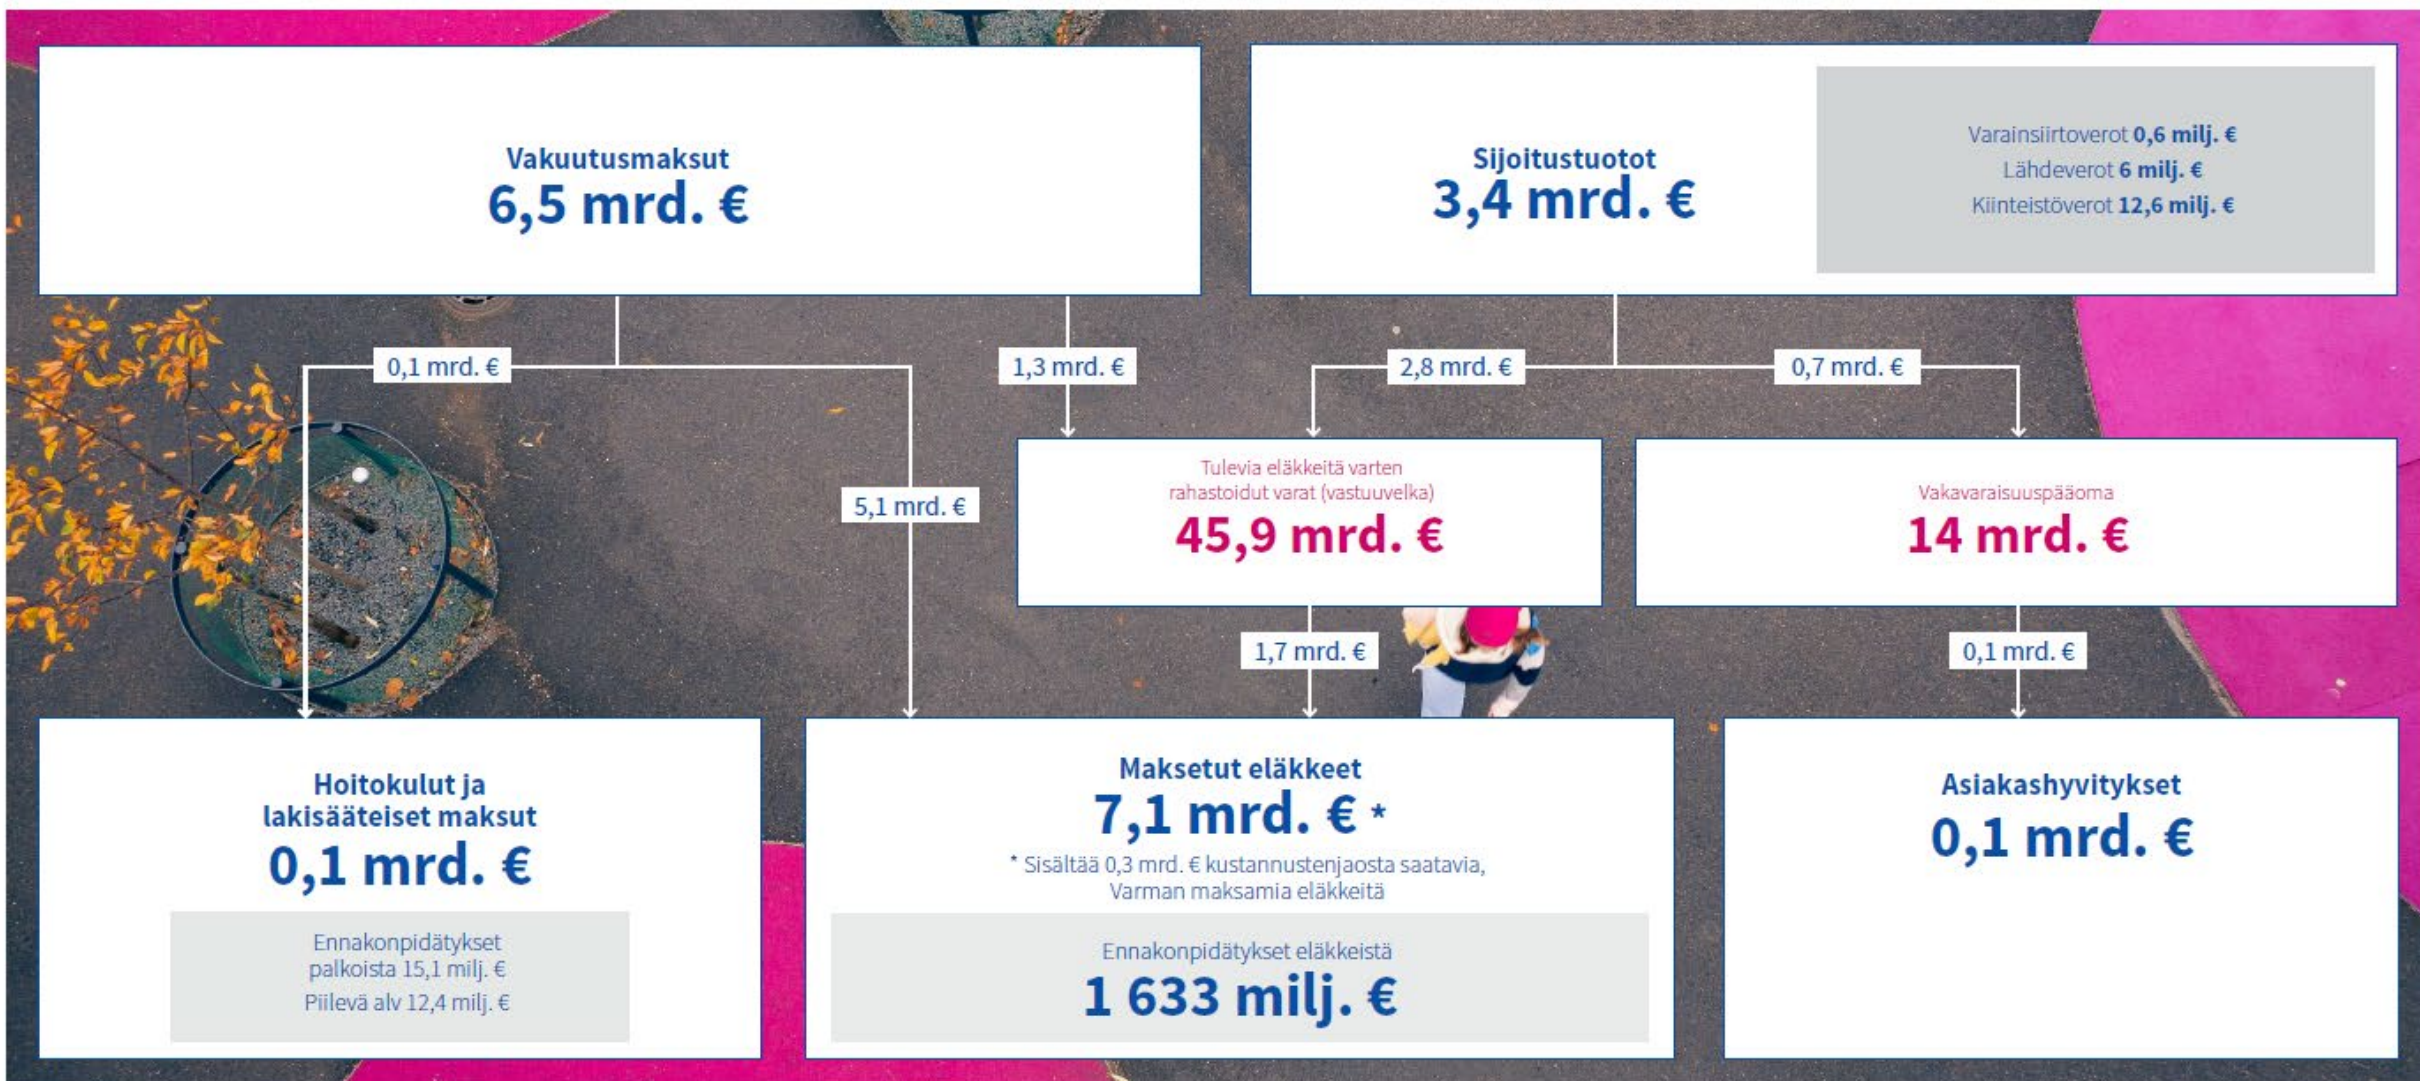 Vakuutusmaksut
6,5 mrd. €
Sijoitustuotot
3,4 mrd. €
Varainsiirtoverot 0,6 milj. €
Lähdeverot 6 milj. €
Kiinteistöverot 12,6 milj. €
0,1 mrd. €
1,3 mrd. €
2,8 mrd. €
0,7 mrd. €
5,1 mrd. €
Tulevia eläkkeitä varten
rahastoidut varat (vastuuvelka)
45,9 mrd. €
Vakavaraisuuspääoma
14 mrd. €
1,7 mrd. €
0,1 mrd. €
Hoitokulut ja
lakisääteiset maksut
0,1 mrd. €
Ennakonpidätykset
palkoista 15,1 milj. €
Piilevä alv 12,4 milj. €
Maksetut eläkkeet
7,1 mrd. € *
* Sisältää 0,3 mrd. € kustannustenjaosta saatavia,
Varman maksamia eläkkeitä
Ennakonpidätykset eläkkeistä
1 633 milj. €
Asiakashyvitykset
0,1 mrd. €